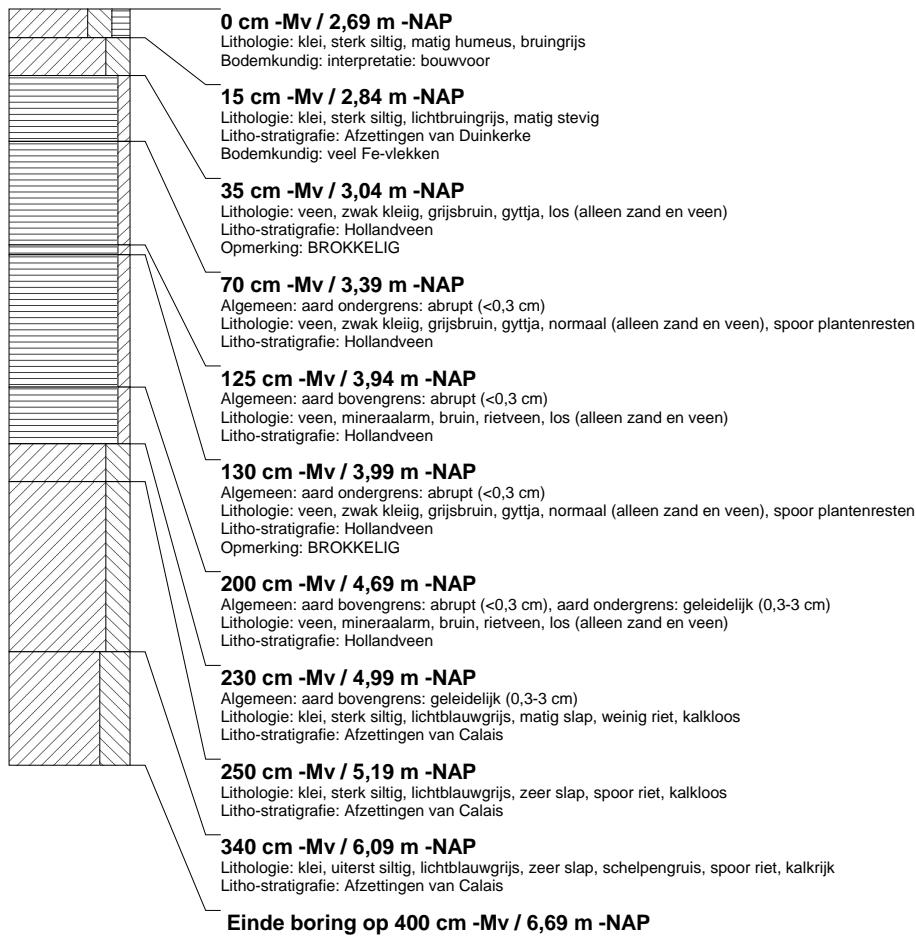 0 cm -Mv / 2,69 m -NAP
Lithologie: klei, sterk siltig, matig humeus, bruingrijs
Bodemkundig: interpretatie: bouwvoor
15 cm -Mv / 2,84 m -NAP
Lithologie: klei, sterk siltig, lichtbruingrijs, matig stevig
Litho-stratigrafie: Afzettingen van Duinkerke
Bodemkundig: veel Fe-vlekken
35 cm -Mv / 3,04 m -NAP
Lithologie: veen, zwak kleiig, grijsbruin, gyttja, los (alleen zand en veen)
Litho-stratigrafie: Hollandveen
Opmerking: BROKKELIG
70 cm -Mv / 3,39 m -NAP
Algemeen: aard ondergrens: abrupt (<0,3 cm)
Lithologie: veen, zwak kleiig, grijsbruin, gyttja, normaal (alleen zand en veen), spoor plantenresten
Litho-stratigrafie: Hollandveen
125 cm -Mv / 3,94 m -NAP
Algemeen: aard bovengrens: abrupt (<0,3 cm)
Lithologie: veen, mineraalarm, bruin, rietveen, los (alleen zand en veen)
Litho-stratigrafie: Hollandveen
130 cm -Mv / 3,99 m -NAP
Algemeen: aard ondergrens: abrupt (<0,3 cm)
Lithologie: veen, zwak kleiig, grijsbruin, gyttja, normaal (alleen zand en veen), spoor plantenresten
Litho-stratigrafie: Hollandveen
Opmerking: BROKKELIG
200 cm -Mv / 4,69 m -NAP
Algemeen: aard bovengrens: abrupt (<0,3 cm), aard ondergrens: geleidelijk (0,3-3 cm)
Lithologie: veen, mineraalarm, bruin, rietveen, los (alleen zand en veen)
Litho-stratigrafie: Hollandveen
230 cm -Mv / 4,99 m -NAP
Algemeen: aard bovengrens: geleidelijk (0,3-3 cm)
Lithologie: klei, sterk siltig, lichtblauwgrijs, matig slap, weinig riet, kalkloos
Litho-stratigrafie: Afzettingen van Calais
250 cm -Mv / 5,19 m -NAP
Lithologie: klei, sterk siltig, lichtblauwgrijs, zeer slap, spoor riet, kalkloos
Litho-stratigrafie: Afzettingen van Calais
340 cm -Mv / 6,09 m -NAP
Lithologie: klei, uiterst siltig, lichtblauwgrijs, zeer slap, schelpengruis, spoor riet, kalkrijk
Litho-stratigrafie: Afzettingen van Calais
Einde boring op 400 cm -Mv / 6,69 m -NAP